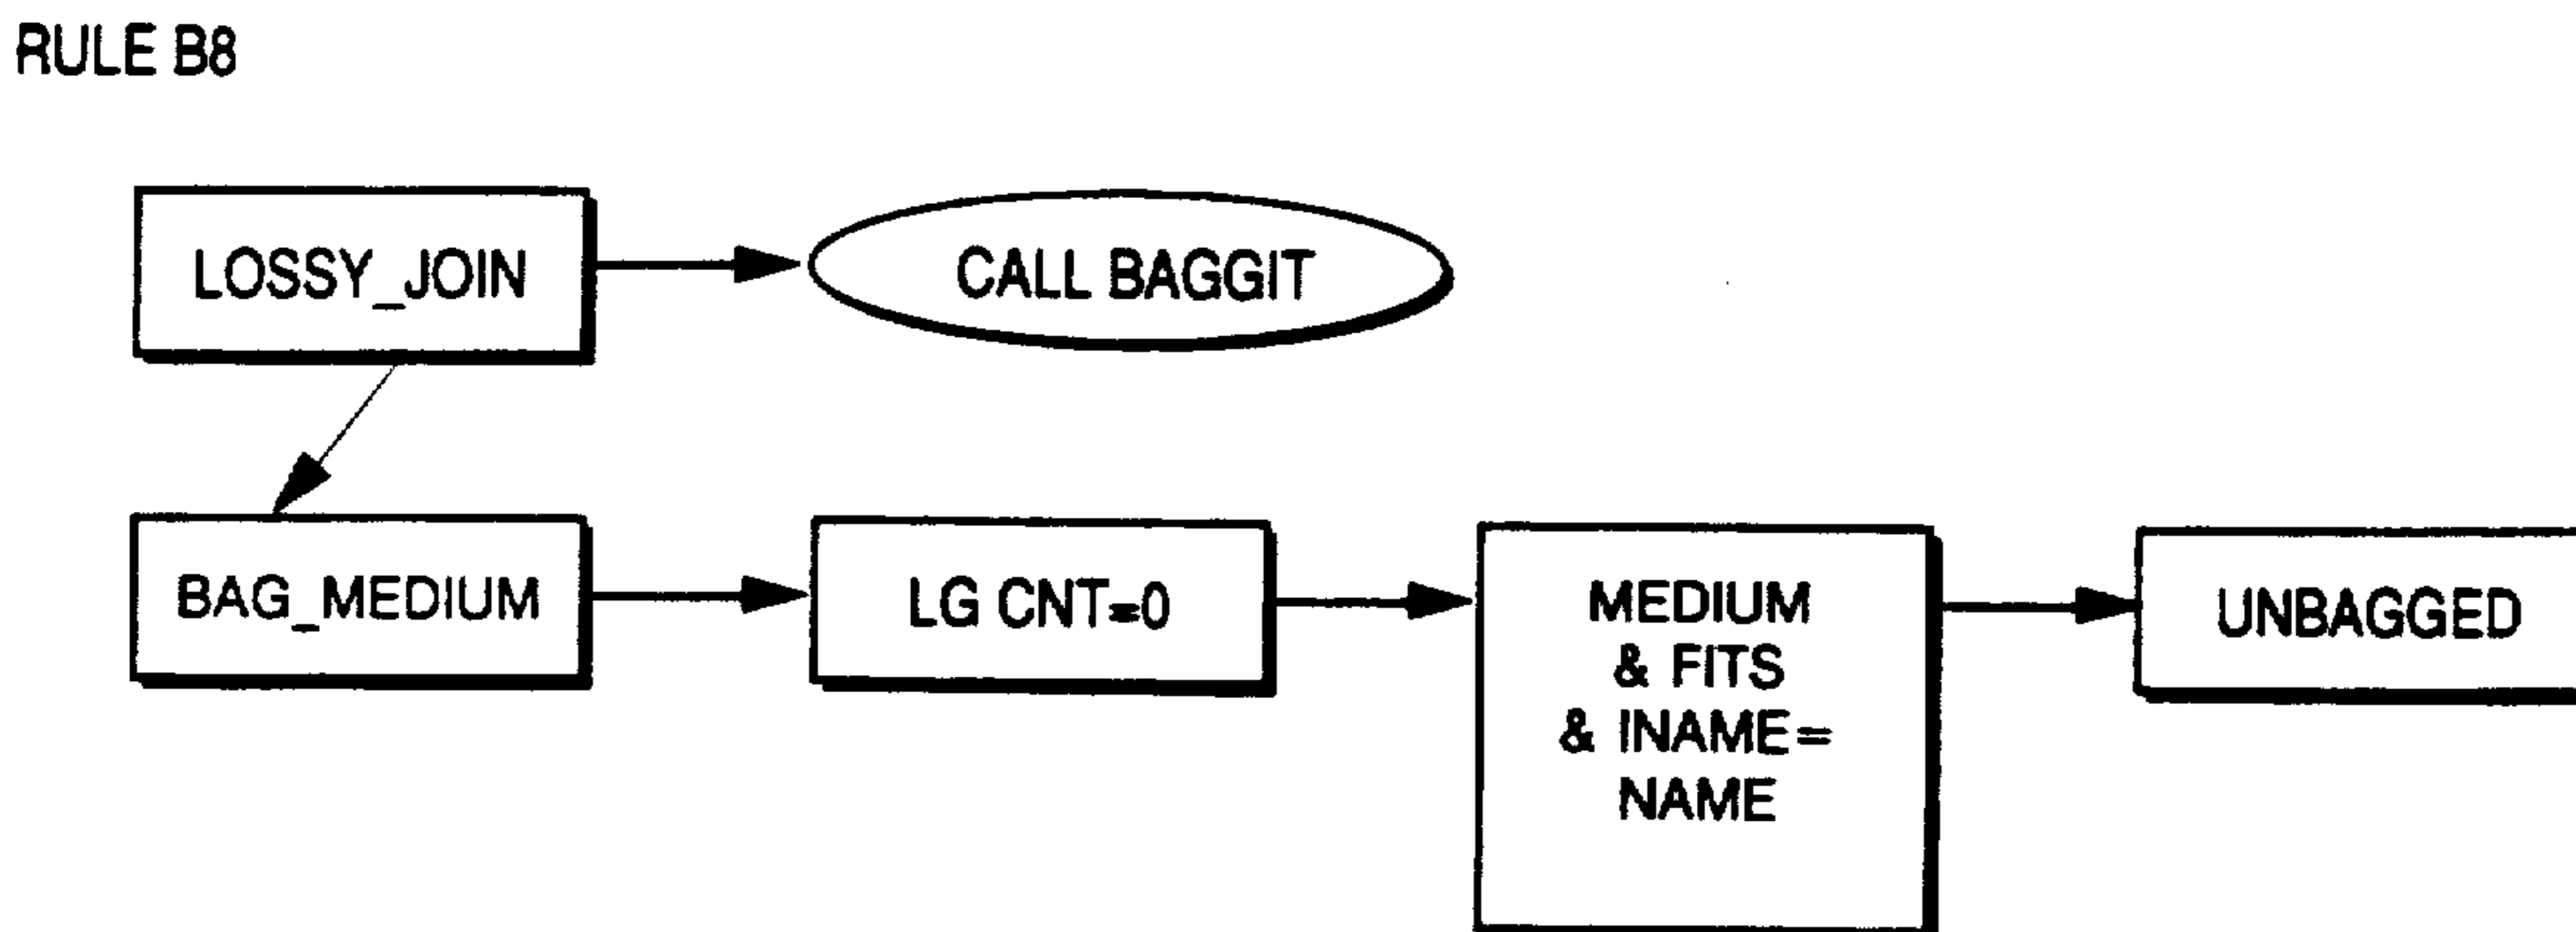 RULE B8
LOSSY_JOIN
CALL BAGGIT
BAG_MEDIUM
LG CNT=0
MEDIUM
& FITS
& INAME=
NAME
UNBAGGED